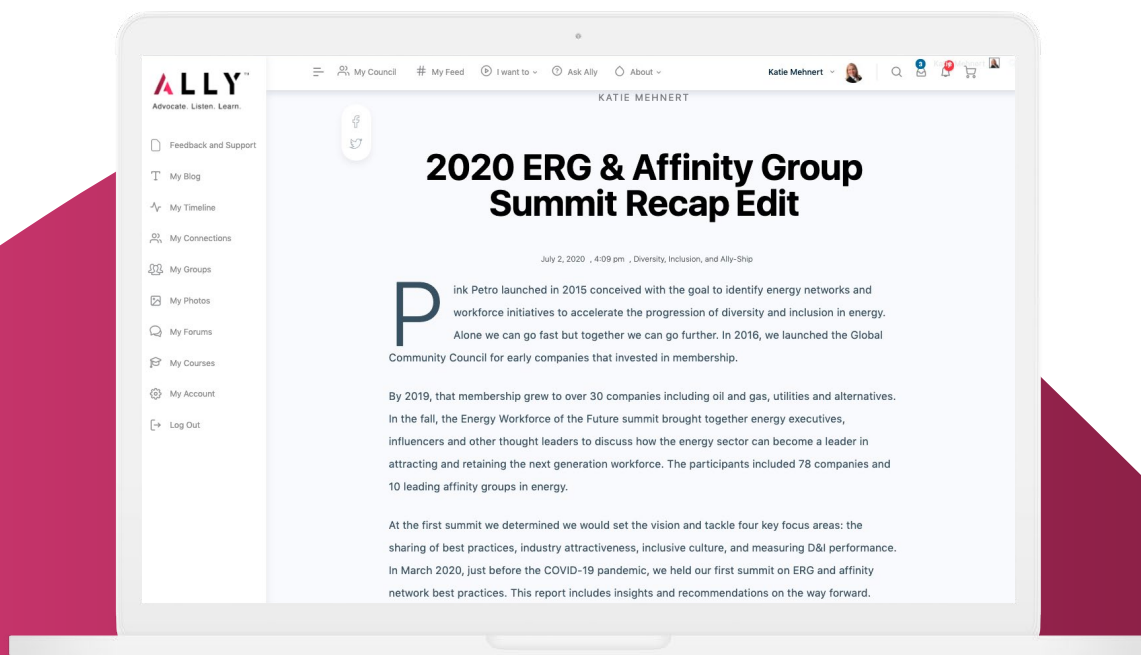 ALLY™
Advocate. Listen. Learn.
My Council
# My Feed
I want to
Ask Ally
About
Katie Mehnert
3
Feedback and Support
My Blog
My Timeline
My Connections
My Groups
My Photos
My Forums
My Courses
My Account
Log Out
KATIE MEHNERT
2020 ERG & Affinity Group
Summit Recap Edit
July 2, 2020 , 4:09 pm , Diversity, Inclusion, and Ally-Ship
Pink Petro launched in 2015 conceived with the goal to identify energy networks and
workforce initiatives to accelerate the progression of diversity and inclusion in energy.
Alone we can go fast but together we can go further. In 2016, we launched the Global
Community Council for early companies that invested in membership.
By 2019, that membership grew to over 30 companies including oil and gas, utilities and alternatives.
In the fall, the Energy Workforce of the Future summit brought together energy executives,
influencers and other thought leaders to discuss how the energy sector can become a leader in
attracting and retaining the next generation workforce. The participants included 78 companies and
10 leading affinity groups in energy.
At the first summit we determined we would set the vision and tackle four key focus areas: the
sharing of best practices, industry attractiveness, inclusive culture, and measuring D&I performance.
In March 2020, just before the COVID-19 pandemic, we held our first summit on ERG and affinity
network best practices. This report includes insights and recommendations on the way forward.